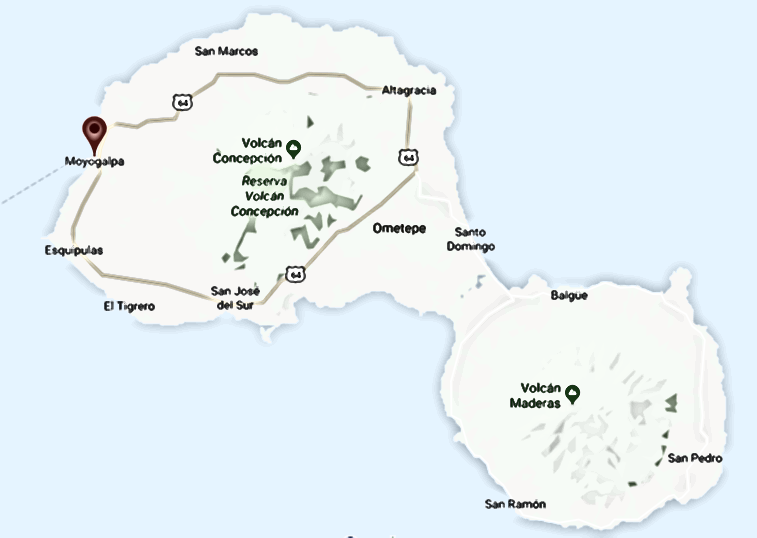 San Marcos
64
Altagracia
Volcán
Concepción
64
Moyogalpa
Reserva
Volcán
Concepción
Ometepe
Santo
Domingo
Esquipulas
64
San José
del Sur
El Tigrero
Balgüe
Volcán
Maderas
San Pedro
San Ramón